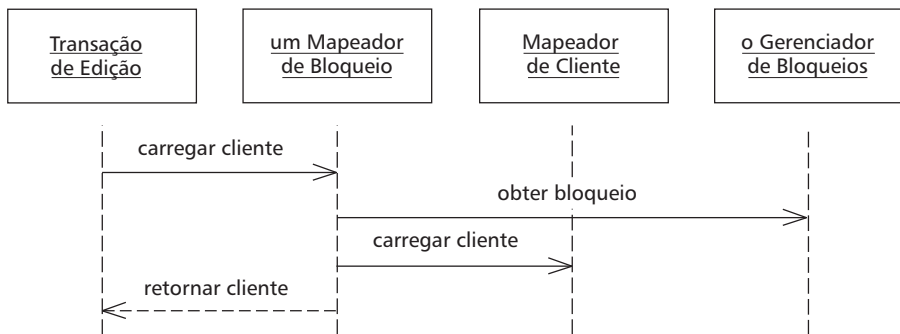 Transação
de Edição
um Mapeador
de Bloqueio
Mapeador
de Cliente
o Gerenciador
de Bloqueios
carregar cliente
obter bloqueio
carregar cliente
retornar cliente